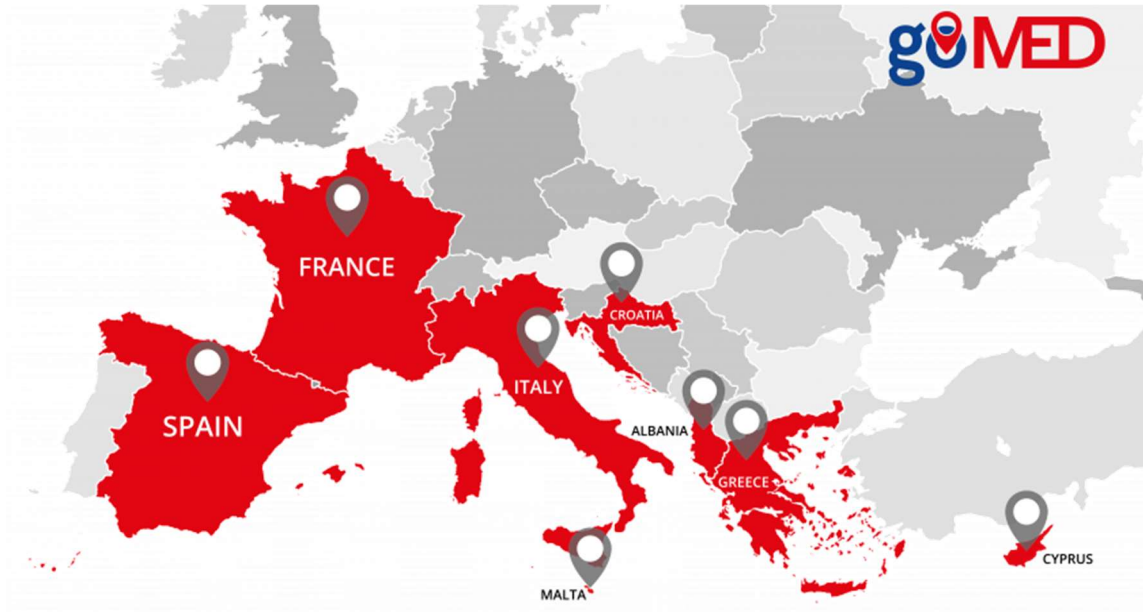 goMED
FRANCE
CROATIA
ITALY
SPAIN
ALBANIA
GREECE
CYPRUS
MALTA